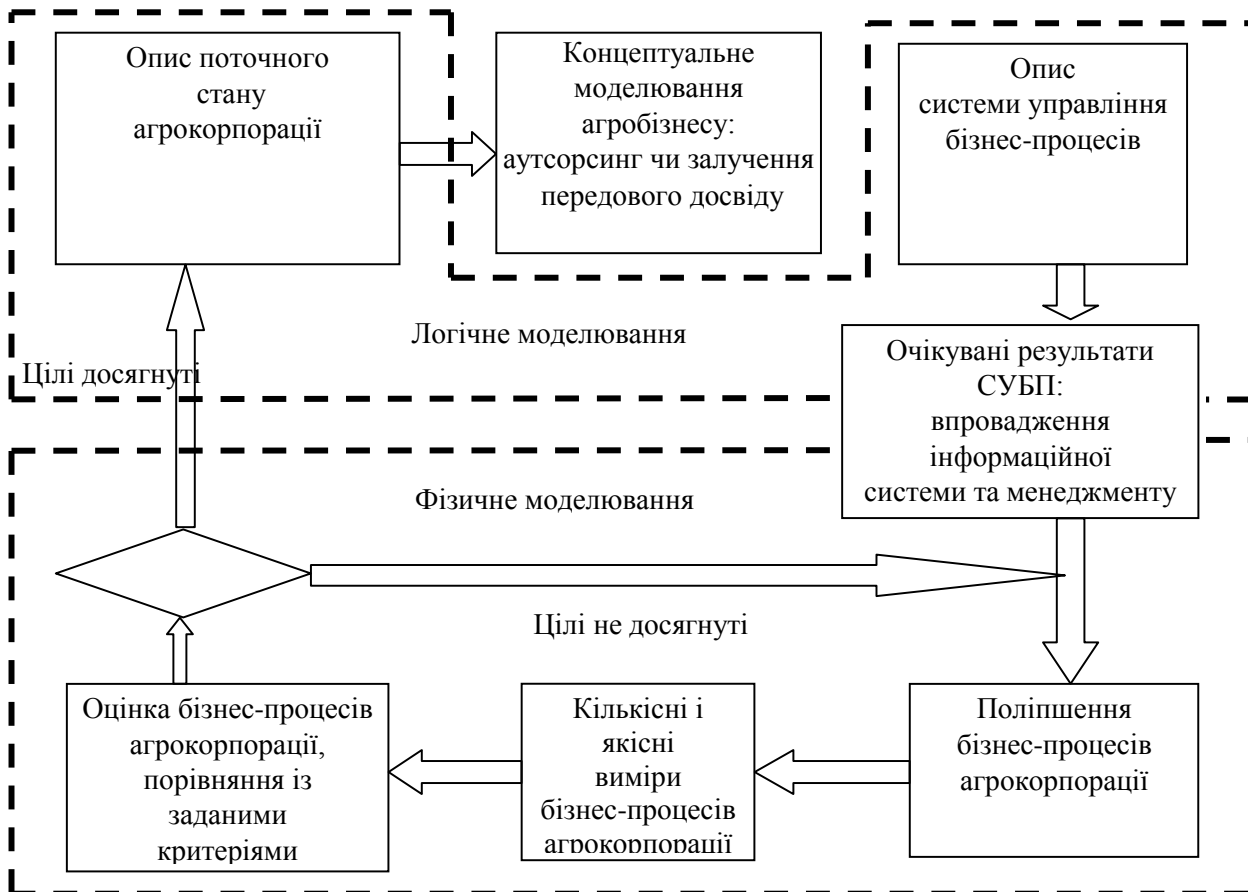 Опис поточного
стану
агрокорпорації
Концептуальне
моделювання
агробізнесу:
аутсорсинг чи залучення
передового досвіду
Опис
системи управління
бізнес-процесів
Логічне моделювання
Цілі досягнуті
Очікувані результати
СУБП:
впровадження
інформаційної
системи та менеджменту
Фізичне моделювання
Цілі не досягнуті
Оцінка бізнес-процесів
агрокорпорації,
порівняння із
заданими
критеріями
Кількісні і
якісні
виміри
бізнес-процесів
агрокорпорації
Поліпшення
бізнес-процесів
агрокорпорації